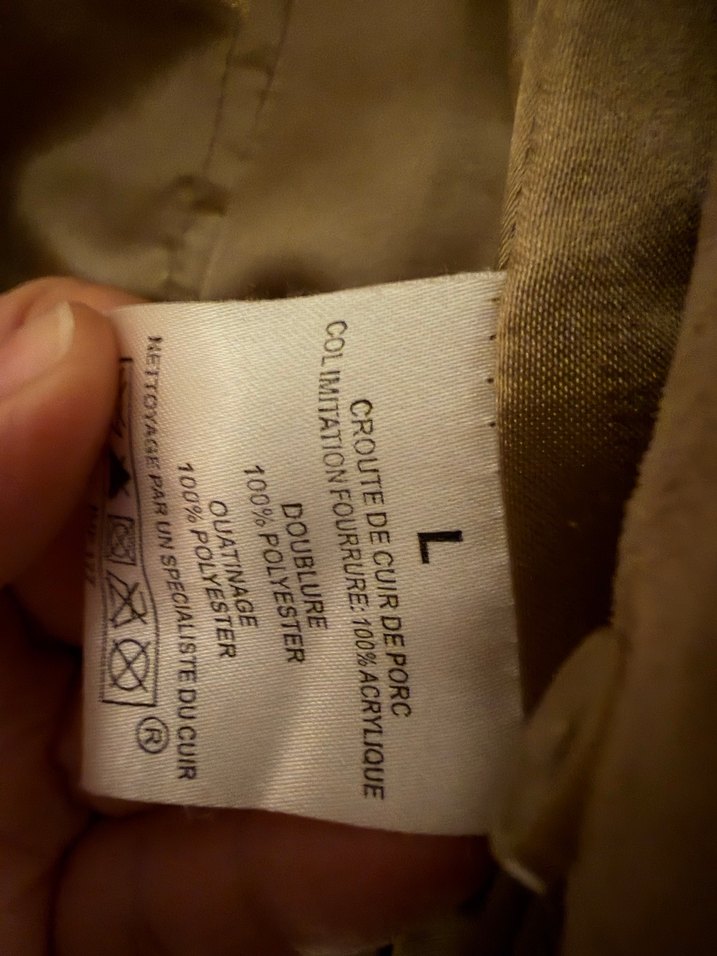 L
CROUTE DE CUIR DE PORC
COL IMITATION FOURRURE: 100% ACRYLIQUE
DOUBLURE
100% POLYESTER
OUATINAGE
100% POLYESTER
NETTOYAGE PAR UN SPECIALISTE DU CUIR
®